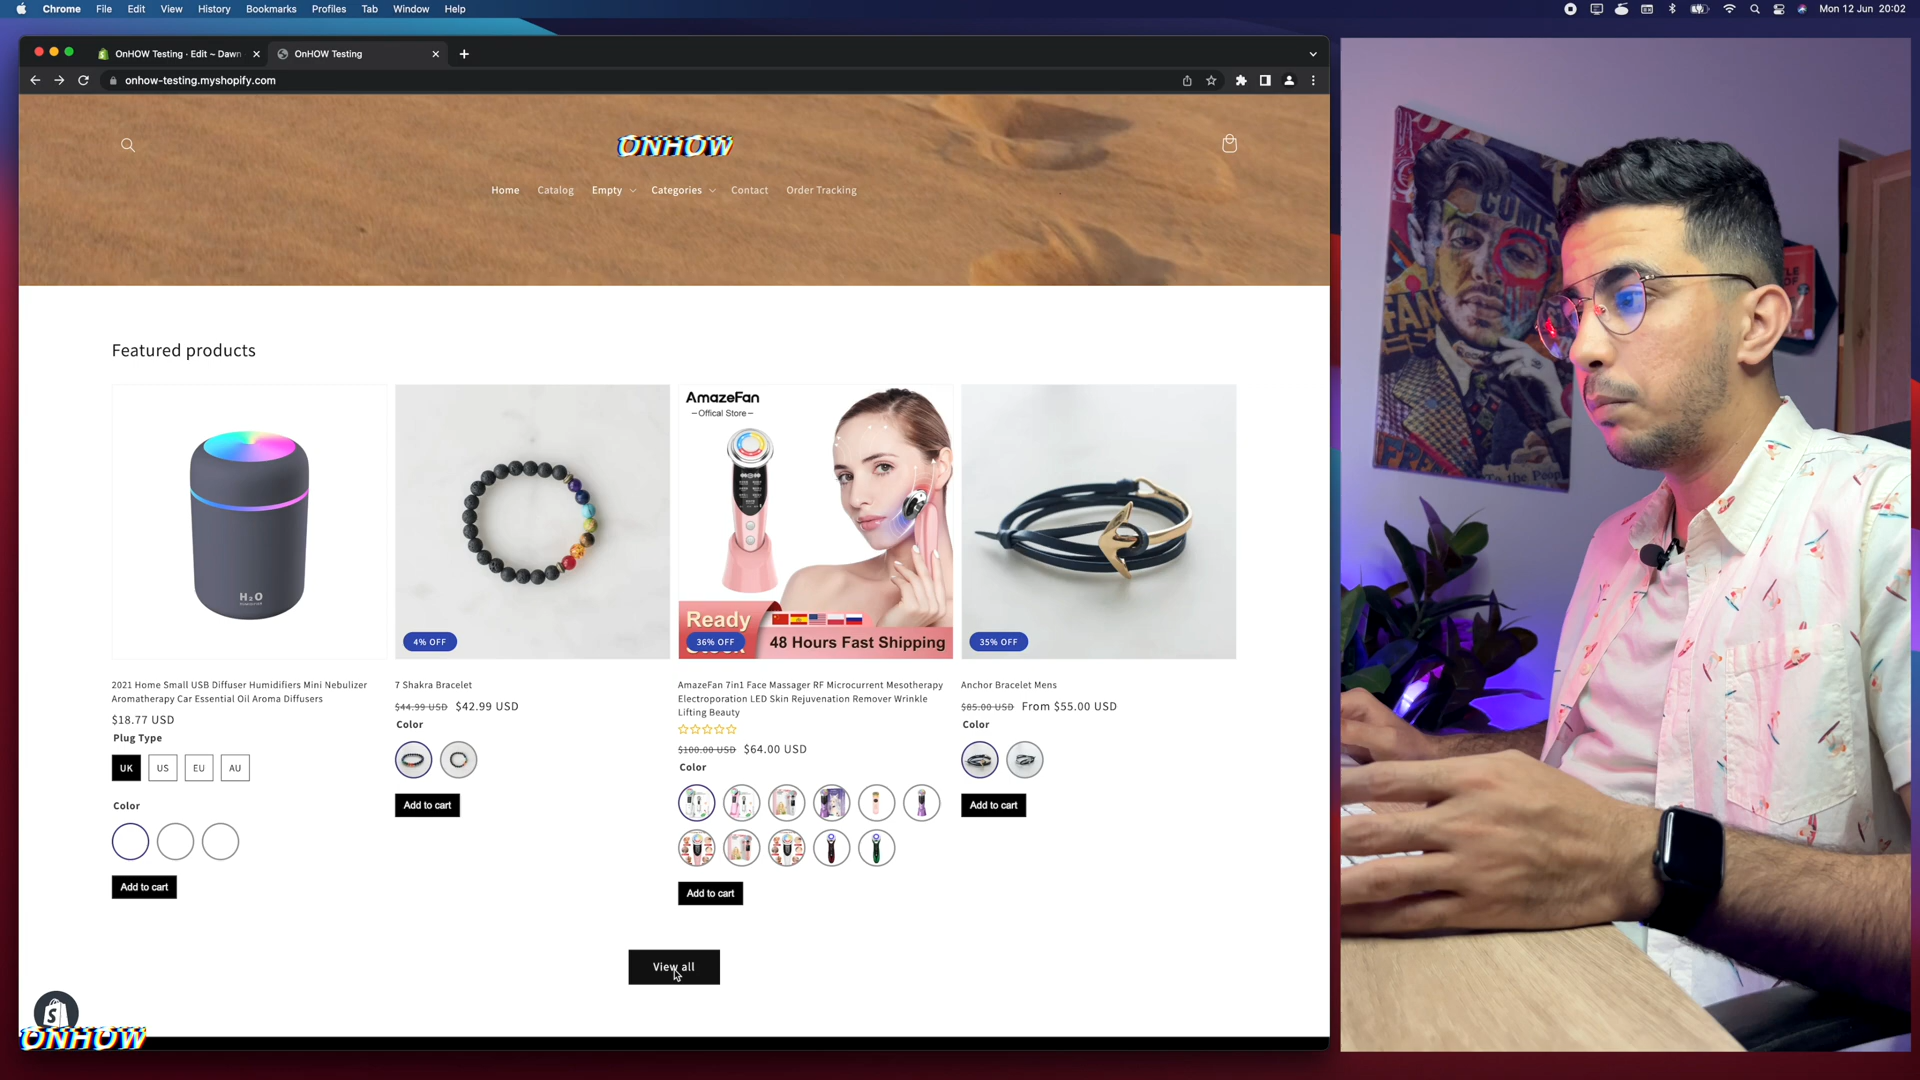 Chrome File Edit View History Bookmarks Profiles Tab Window Help
Mon 12 Jun 20:02
OnHOW Testing · Edit ~ Dawn
OnHOW Testing
onhow-testing.myshopify.com
ONHOW
Home Catalog Empty Categories Contact Order Tracking
Featured products
H2O
AmazeFan
–Offical Store–
Ready
48 Hours Fast Shipping
4% OFF
36% OFF
35% OFF
2021 Home Small USB Diffuser Humidifiers Mini Nebulizer
Aromatherapy Car Essential Oil Aroma Diffusers
$18.77 USD
Plug Type
UK US EU AU
Color
Add to cart
7 Shakra Bracelet
$44.99 USD $42.99 USD
Color
Add to cart
AmazeFan 7in1 Face Massager RF Microcurrent Mesotherapy
Electroporation LED Skin Rejuvenation Remover Wrinkle
Lifting Beauty
$100.00 USD $64.00 USD
Color
Add to cart
Anchor Bracelet Mens
$85.00 USD From $55.00 USD
Color
Add to cart
View all
ONHOW